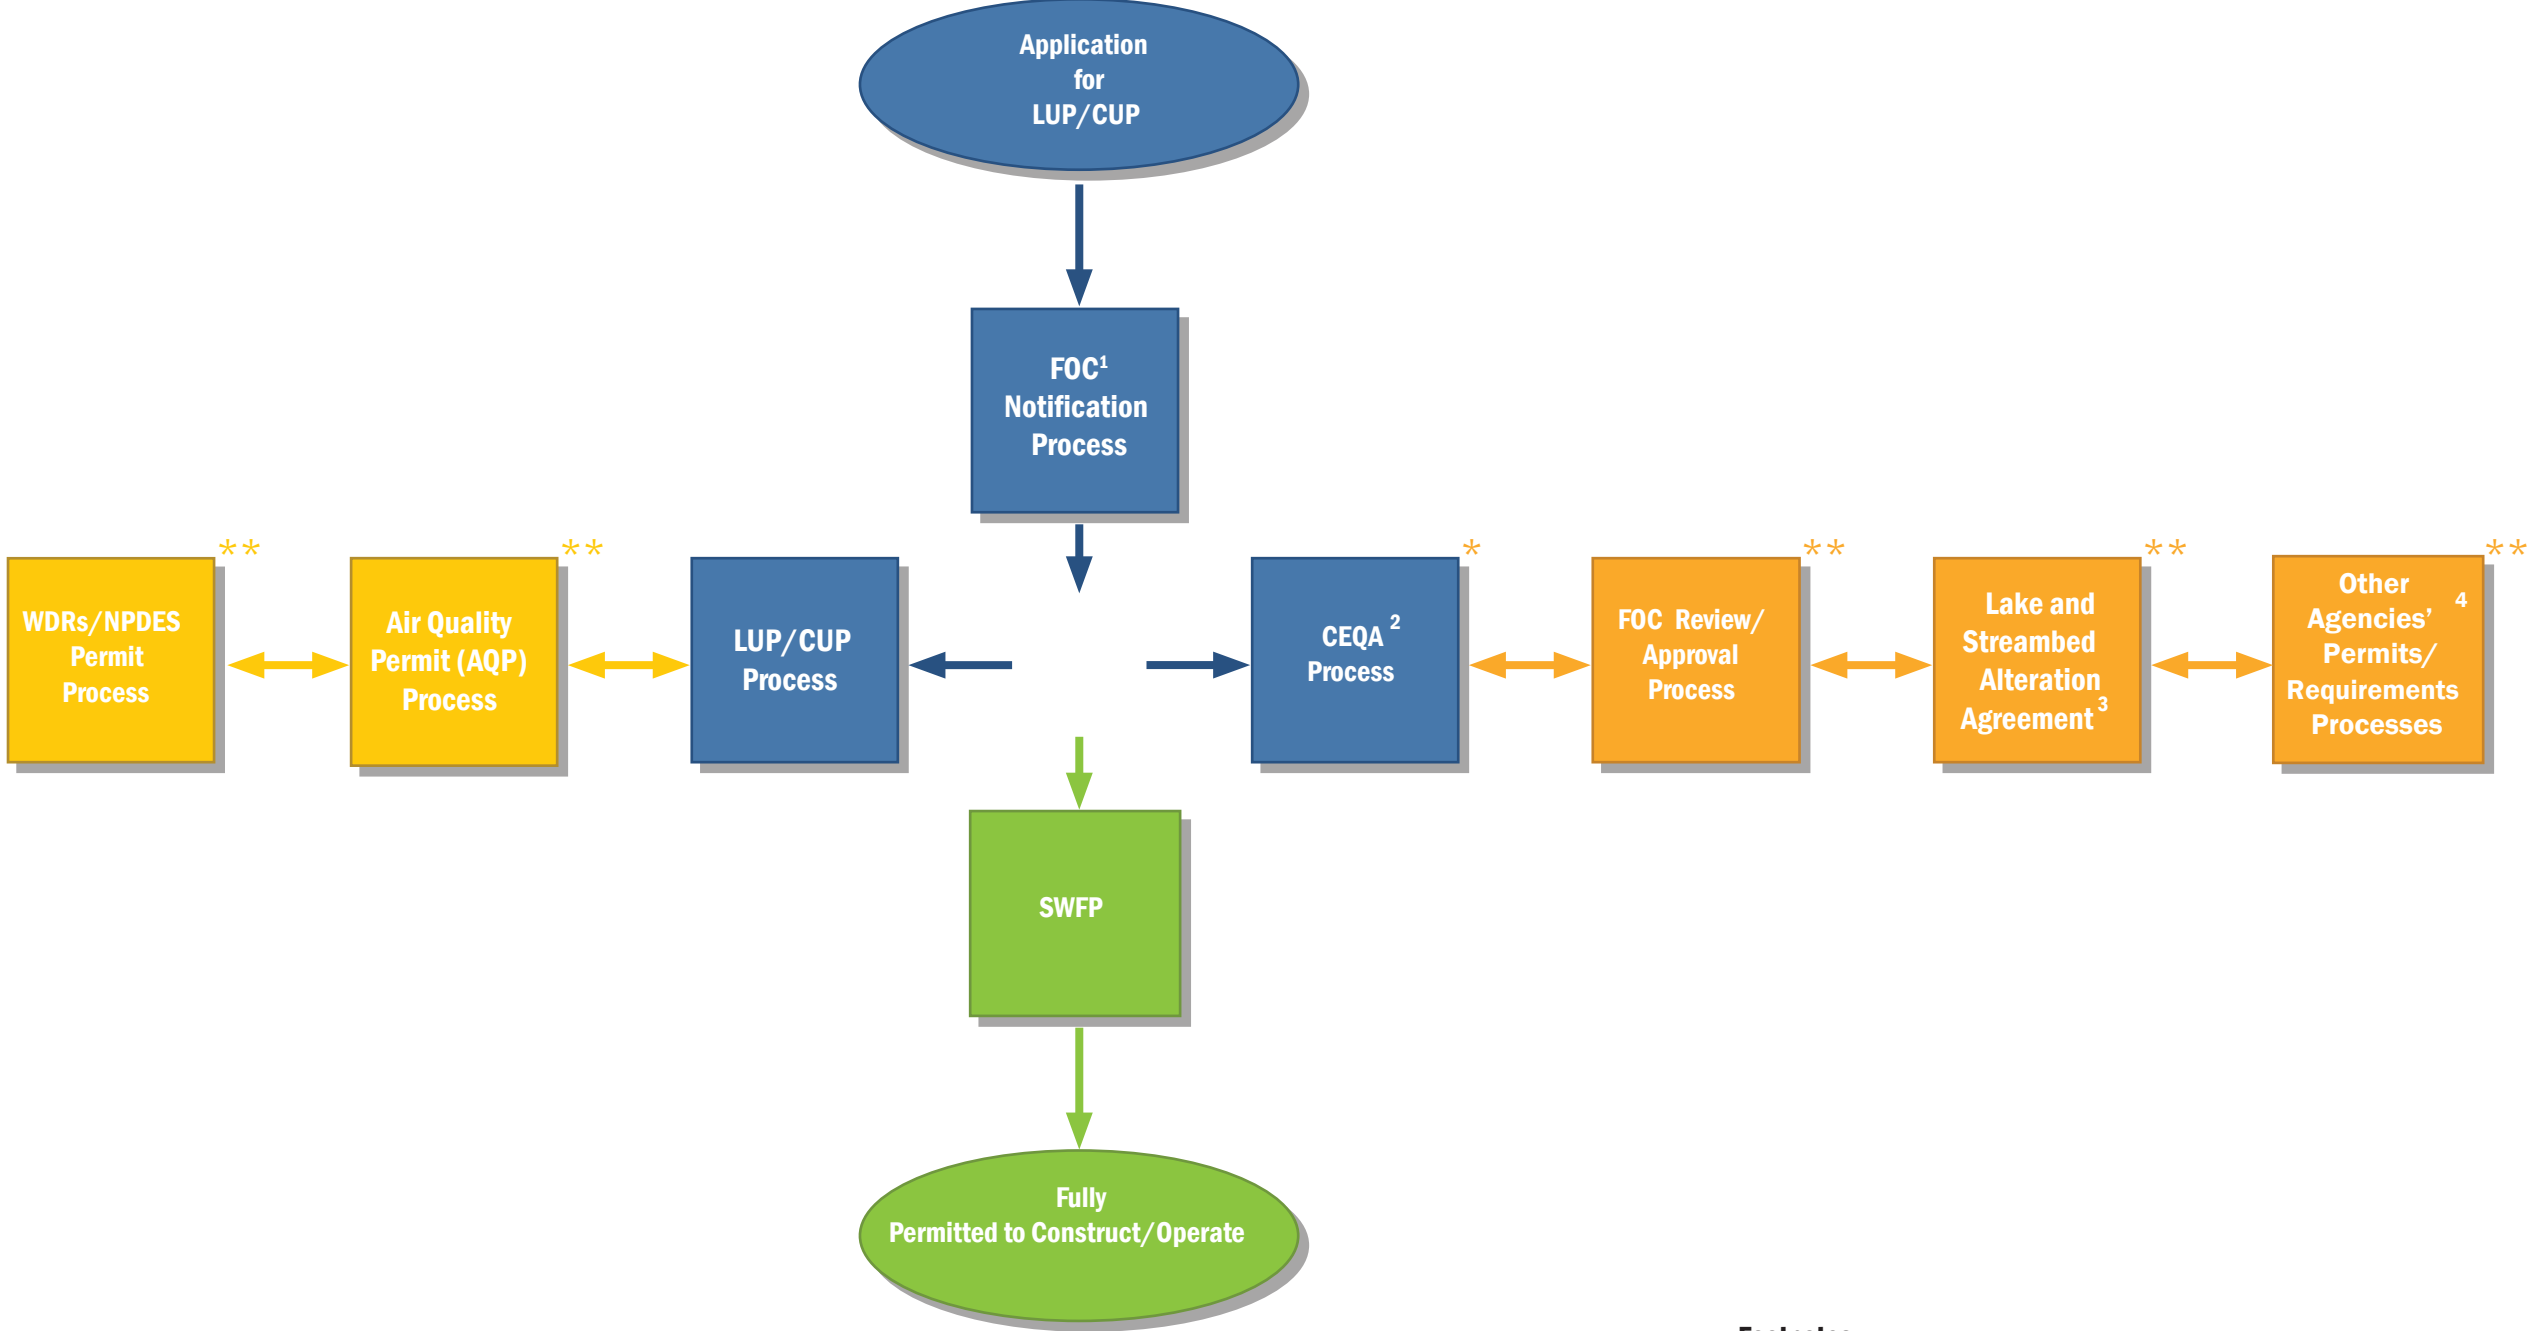 Application
for
LUP/CUP
FOC¹
Notification
Process
**
WDRs/NPDES
Permit
Process
**
Air Quality
Permit (AQP)
Process
LUP/CUP
Process
*
CEQA ²
Process
**
FOC Review/
Approval
Process
**
Lake and
Streambed
Alteration
Agreement ³
**
Other
Agencies’ ⁴
Permits/
Requirements
Processes
SWFP
Fully
Permitted to Construct/Operate